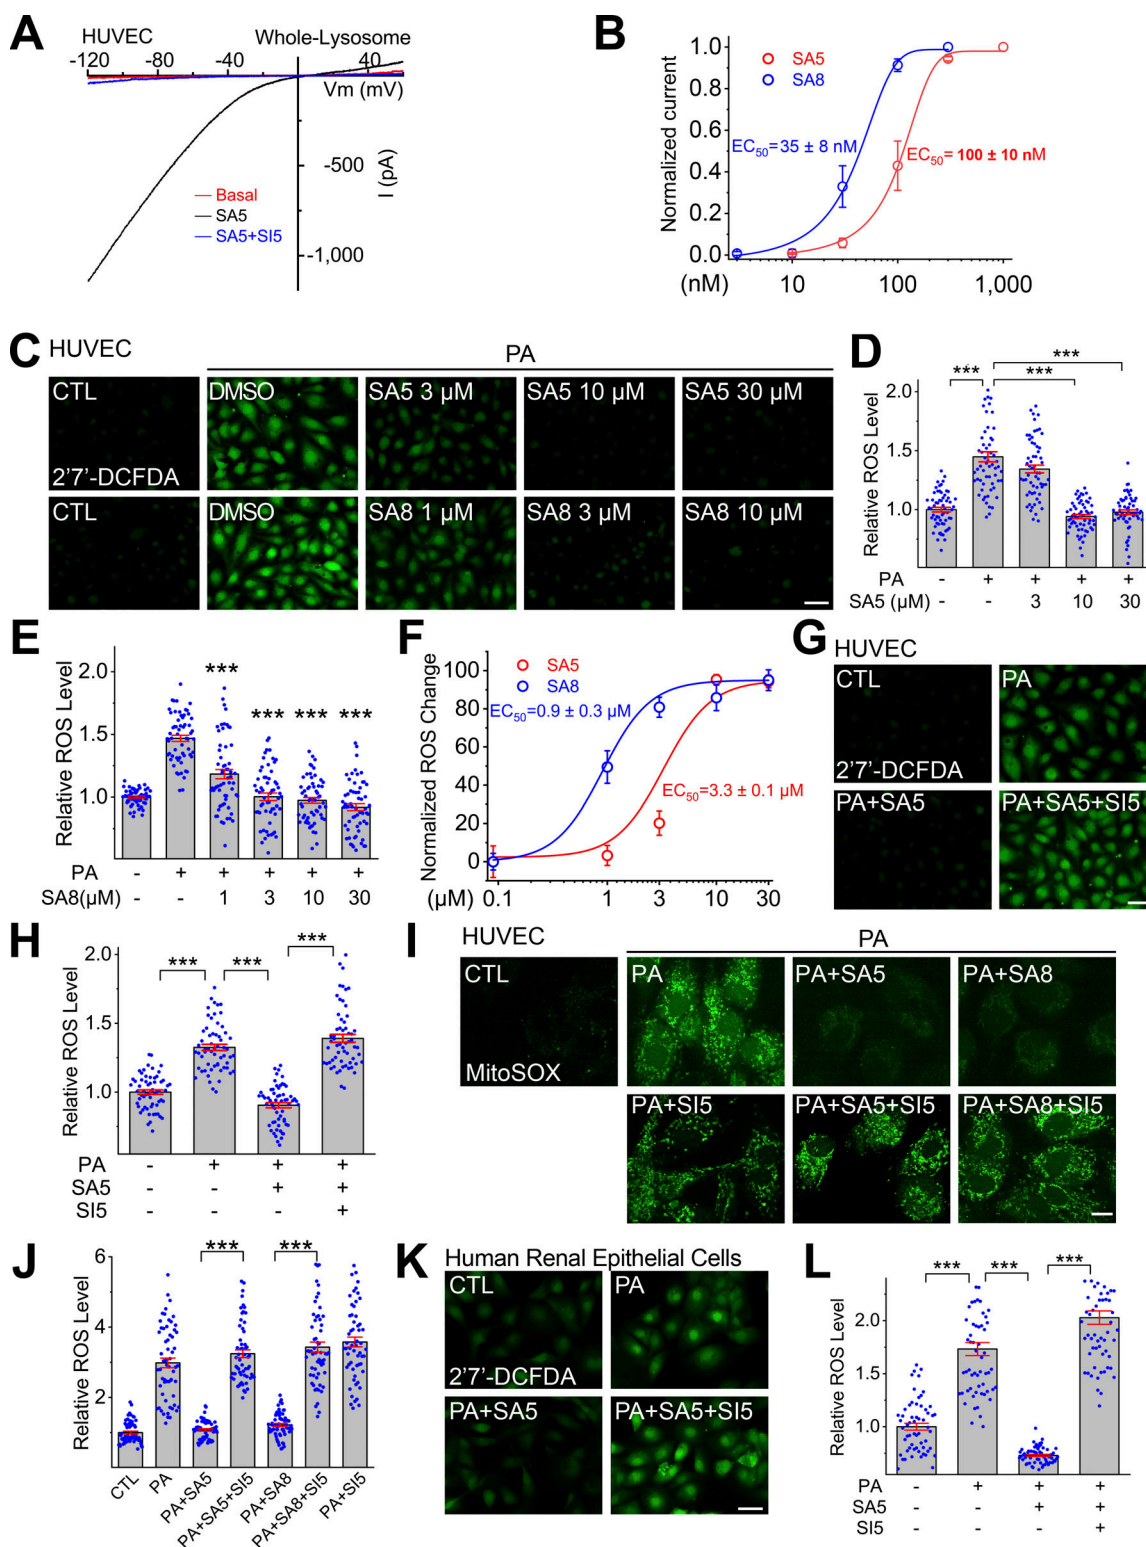 A
HUVEC
Whole-Lysosome
-120 -80 -40 40
Vm (mV)
-500
-1,000
I (pA)
Basal
SA5
SA5+SI5
B
Normalized current
1.0
0.8
0.6
0.4
0.2
0.0
SA5
SA8
EC50=35 ± 8 nM
EC50= 100 ± 10 nM
(nM) 10 100 1,000
C
HUVEC
PA
CTL DMSO SA5 3 µM SA5 10 µM SA5 30 µM
2'7'-DCFDA
CTL DMSO SA8 1 µM SA8 3 µM SA8 10 µM
D
Relative ROS Level
2.0
1.5
1.0
*** *** ***
PA - + + + +
SA5 (µM) - - 3 10 30
E
Relative ROS Level
2.0
1.5
1.0
*** *** *** ***
PA - + + + + +
SA8(µM) - - 1 3 10 30
F
Normalized ROS Change
100
80
60
40
20
0
SA5
SA8
EC50=0.9 ± 0.3 µM
EC50=3.3 ± 0.1 µM
(µM) 0.1 1 3 10 30
G
HUVEC
CTL PA
2'7'-DCFDA
PA+SA5 PA+SA5+SI5
H
Relative ROS Level
2.0
1.5
1.0
*** *** ***
PA - + + +
SA5 - - + +
SI5 - - - +
I
HUVEC
PA
CTL PA PA+SA5 PA+SA8
MitoSOX
PA+SI5 PA+SA5+SI5 PA+SA8+SI5
J
Relative ROS Level
6
4
2
*** ***
CTL PA PA+SA5 PA+SA5+SI5 PA+SA8 PA+SA8+SI5 PA+SI5
K
Human Renal Epithelial Cells
CTL PA
2'7'-DCFDA
PA+SA5 PA+SA5+SI5
L
Relative ROS Level
2.0
1.5
1.0
*** *** ***
PA - + + +
SA5 - - + +
SI5 - - - +